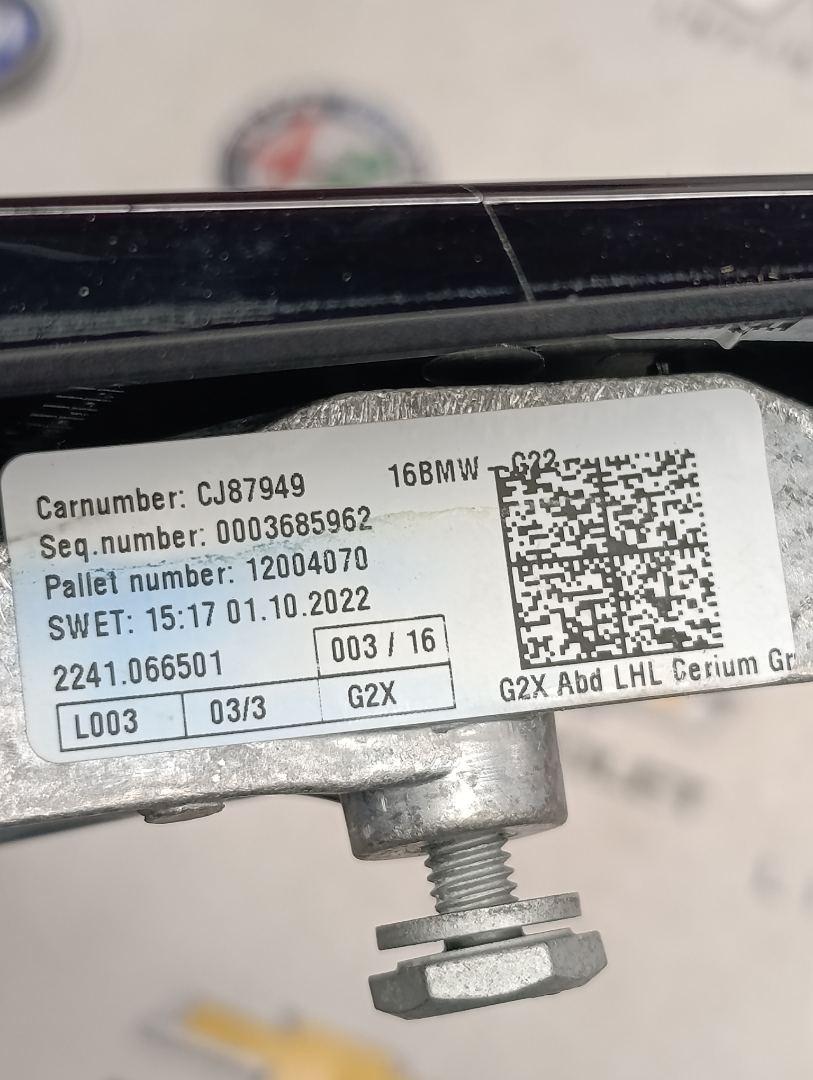 Carnumber: CJ87949
16BMW - G22
Seq.number: 0003685962
Pallet number: 12004070
SWET: 15:17 01.10.2022
2241.066501
003 / 16
L003 03/3 G2X
G2X Abd LHL Cerium Gr